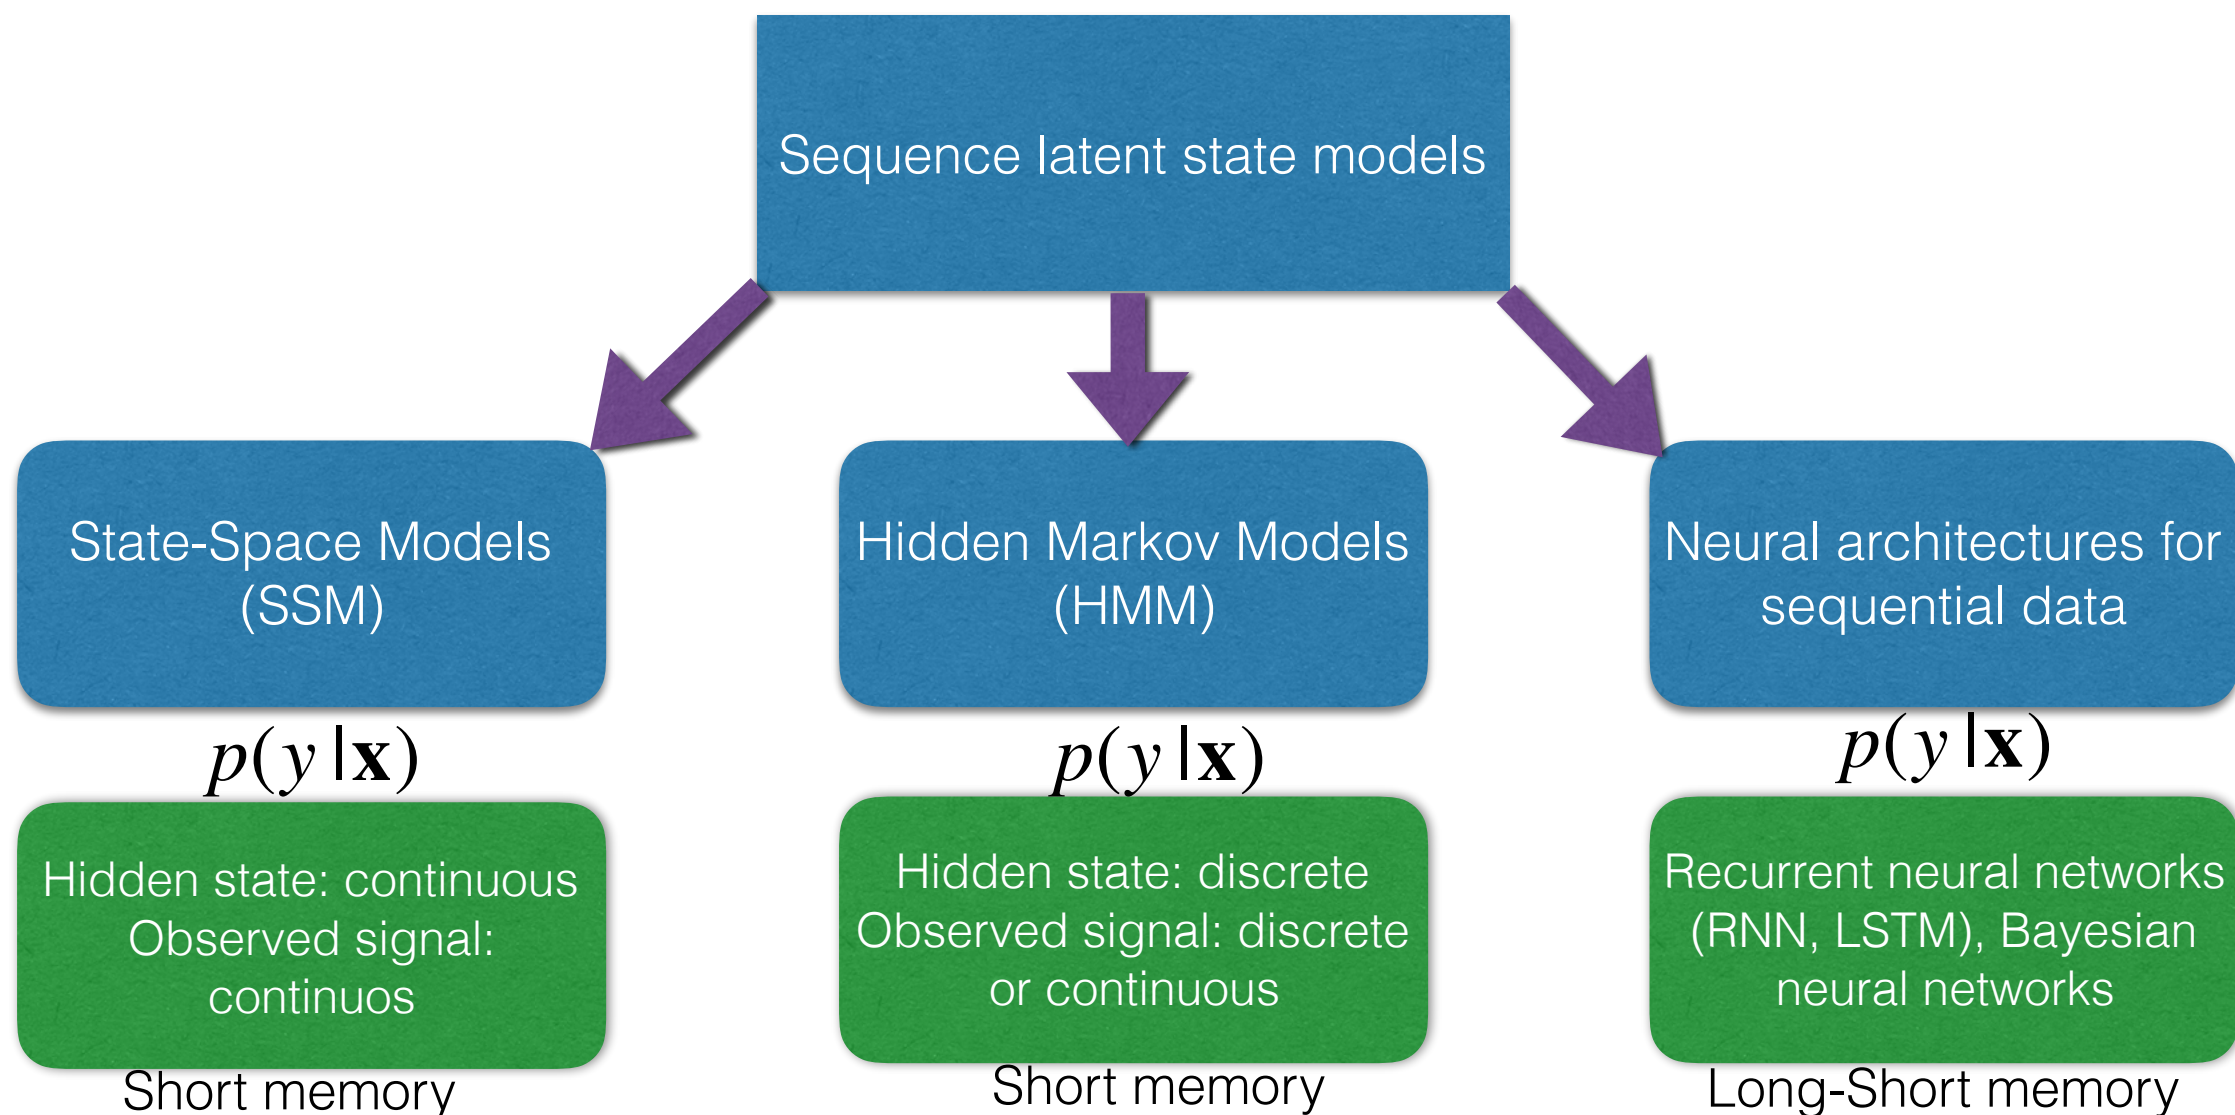 Sequence latent state models
State-Space Models
(SSM)
p(y|x)
Hidden state: continuous
Observed signal:
continuos
Short memory
Hidden Markov Models
(HMM)
p(y|x)
Hidden state: discrete
Observed signal: discrete
or continuous
Short memory
Neural architectures for
sequential data
p(y|x)
Recurrent neural networks
(RNN, LSTM), Bayesian
neural networks
Long-Short memory